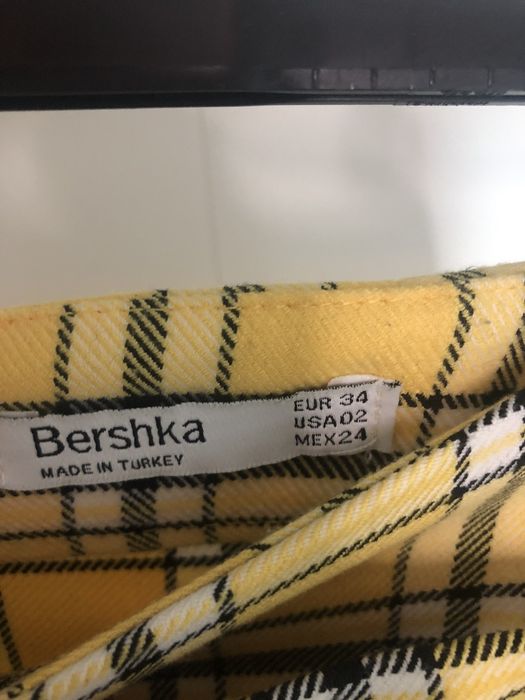 Bershka
MADE IN TURKEY
EUR 34
USA 02
MEX 24